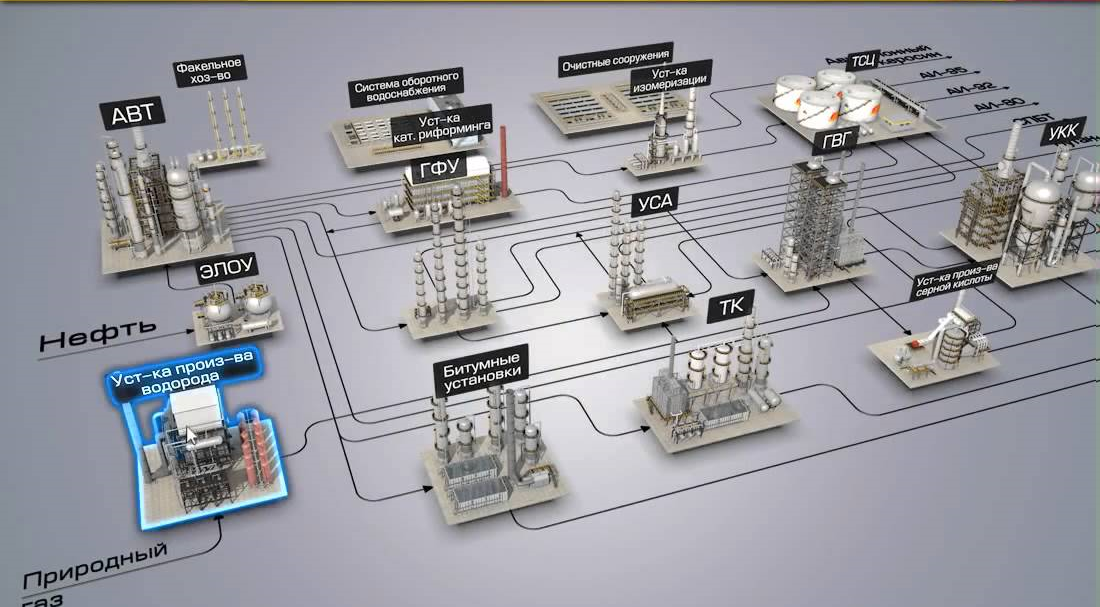 Факельное
хоз-во
АВТ
Система оборотного
водоснабжения
Очистные сооружения
Уст-ка
изомеризации
ТСЦ
керосин
АИ-95
АИ-92
АИ-80
Уст-ка
кат. риформинга
ГФУ
ГВГ
УКК
УСА
ЭЛОУ
Уст-ка произ-ва
серной кислоты
Нефть
ТК
Уст-ка произ-ва
водорода
Битумные
установки
Природный
газ